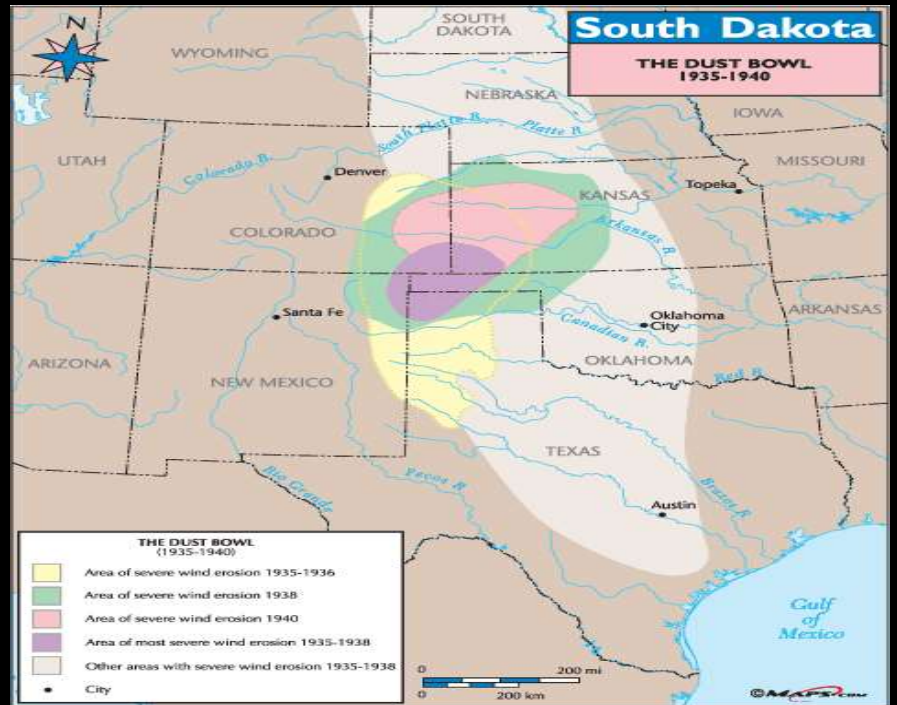 South Dakota
THE DUST BOWL
1935-1940
N
SOUTH
DAKOTA
WYOMING
NEBRASKA
IOWA
South Platte R.
Platte R.
UTAH
Colorado R.
Denver
MISSOURI
KANSAS
Topeka
COLORADO
Arkansas R.
Santa Fe
Oklahoma
City
ARKANSAS
Canadian R.
ARIZONA
OKLAHOMA
NEW MEXICO
Red R.
TEXAS
Pecos R.
Rio Grande
Brazos R.
Austin
THE DUST BOWL
(1935-1940)
Area of severe wind erosion 1935-1936
Area of severe wind erosion 1938
Area of severe wind erosion 1940
Area of most severe wind erosion 1935-1938
Other areas with severe wind erosion 1935-1938
City
Gulf
of
Mexico
0 200 mi
0 200 km
©MAPS.COM